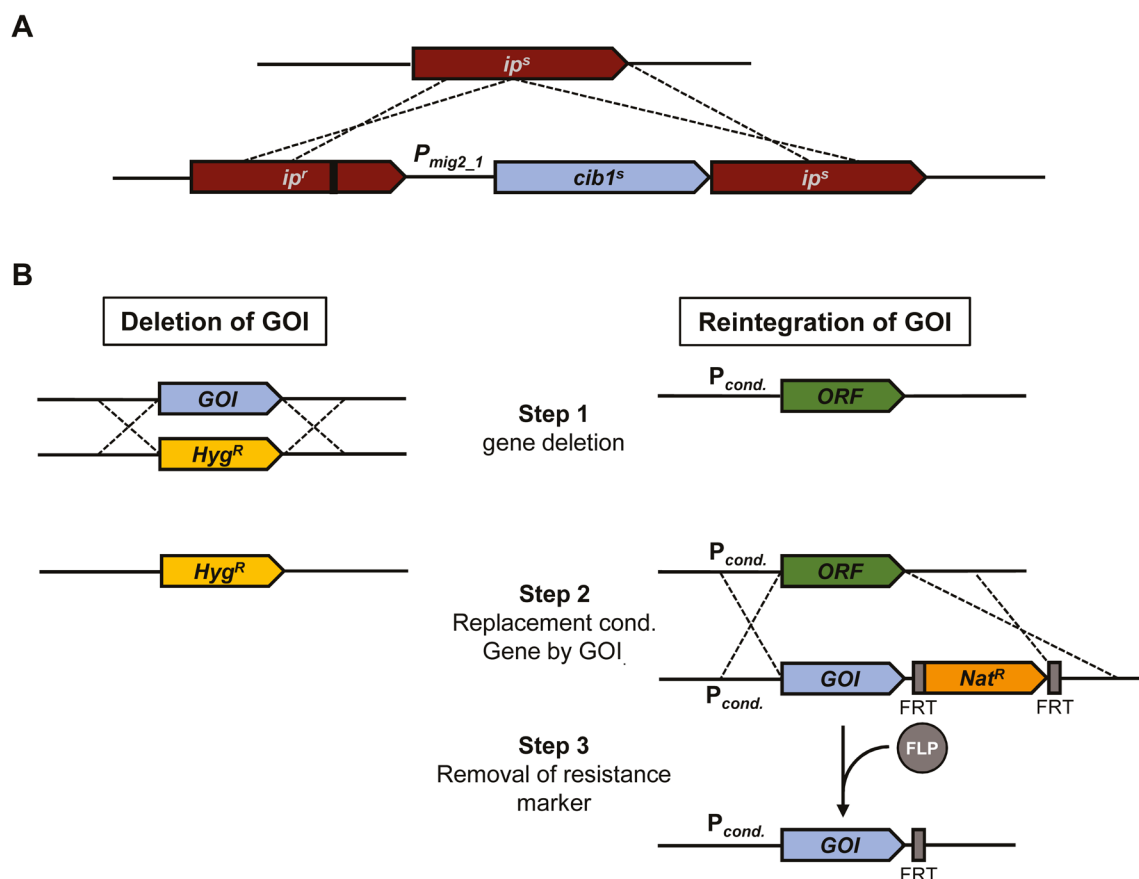 A
ip^s
P_mig2_1
ip^r
cib1^s
ip^s
B
Deletion of GOI
Reintegration of GOI
GOI
Hyg^R
Step 1
gene deletion
P_cond.
ORF
Hyg^R
Step 2
Replacement cond.
Gene by GOI.
P_cond.
ORF
P_cond.
GOI
Nat^R
FRT
FRT
Step 3
Removal of resistance
marker
FLP
P_cond.
GOI
FRT